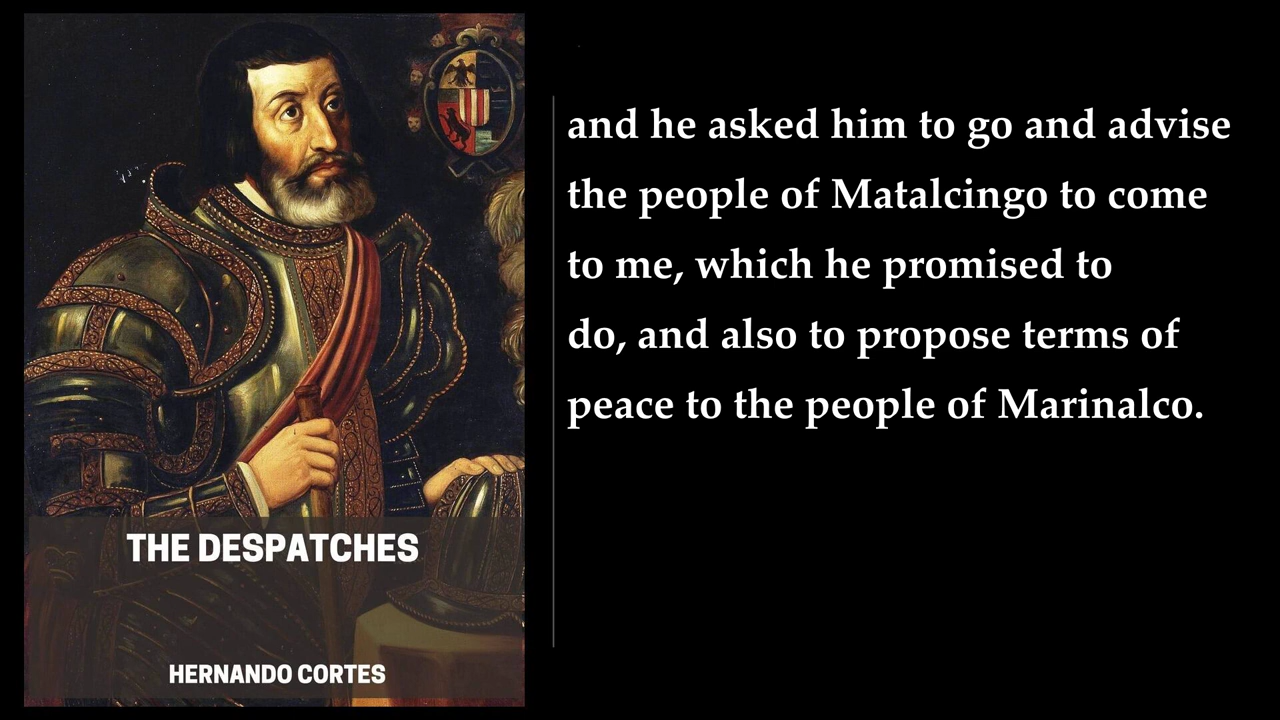 THE DESPATCHES
HERNANDO CORTES
and he asked him to go and advise
the people of Matalcingo to come
to me, which he promised to
do, and also to propose terms of
peace to the people of Marinalco.